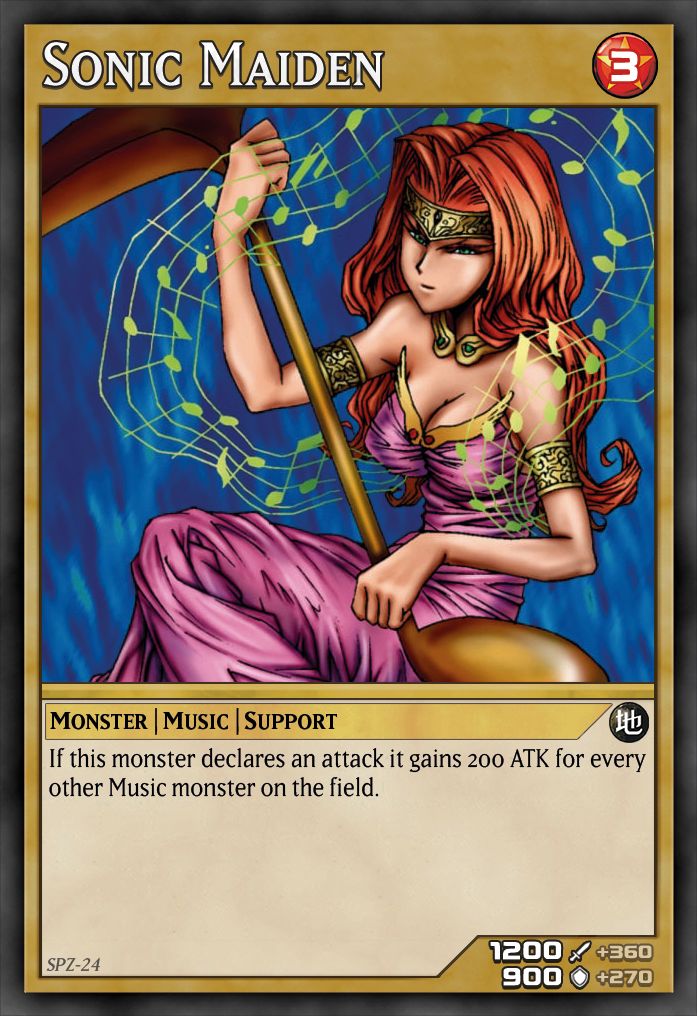 Sonic Maiden
3
Monster | Music | Support
If this monster declares an attack it gains 200 ATK for every
other Music monster on the field.
1200 +360
SPZ-24
900 +270